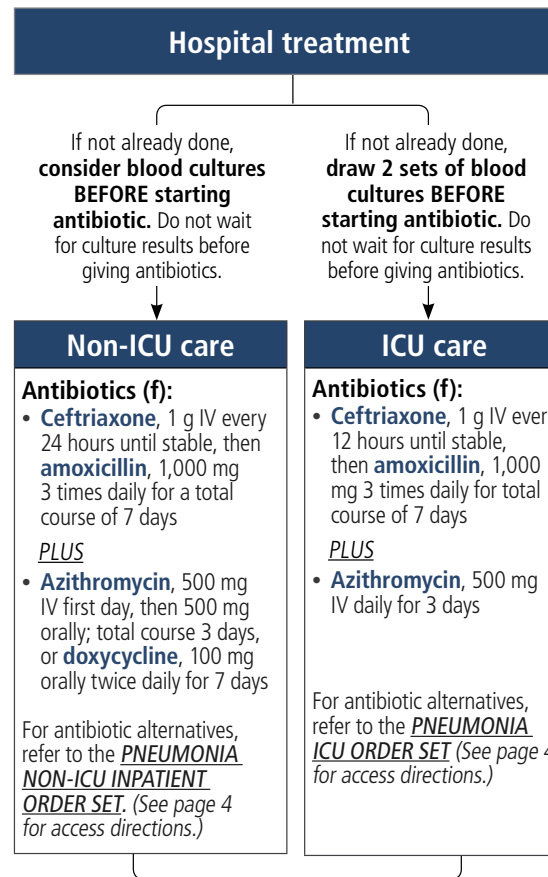 Hospital treatment
If not already done,
consider blood cultures
BEFORE starting
antibiotic. Do not wait
for culture results before
giving antibiotics.
If not already done,
draw 2 sets of blood
cultures BEFORE
starting antibiotic. Do
not wait for culture results
before giving antibiotics.
Non-ICU care
Antibiotics (f):
• Ceftriaxone, 1 g IV every
24 hours until stable, then
amoxicillin, 1,000 mg
3 times daily for a total
course of 7 days
PLUS
• Azithromycin, 500 mg
IV first day, then 500 mg
orally; total course 3 days,
or doxycycline, 100 mg
orally twice daily for 7 days
For antibiotic alternatives,
refer to the PNEUMONIA
NON-ICU INPATIENT
ORDER SET. (See page 4
for access directions.)
ICU care
Antibiotics (f):
• Ceftriaxone, 1 g IV ever
12 hours until stable,
then amoxicillin, 1,000
mg 3 times daily for total
course of 7 days
PLUS
• Azithromycin, 500 mg
IV daily for 3 days
For antibiotic alternatives,
refer to the PNEUMONIA
ICU ORDER SET (See page 4
for access directions.)